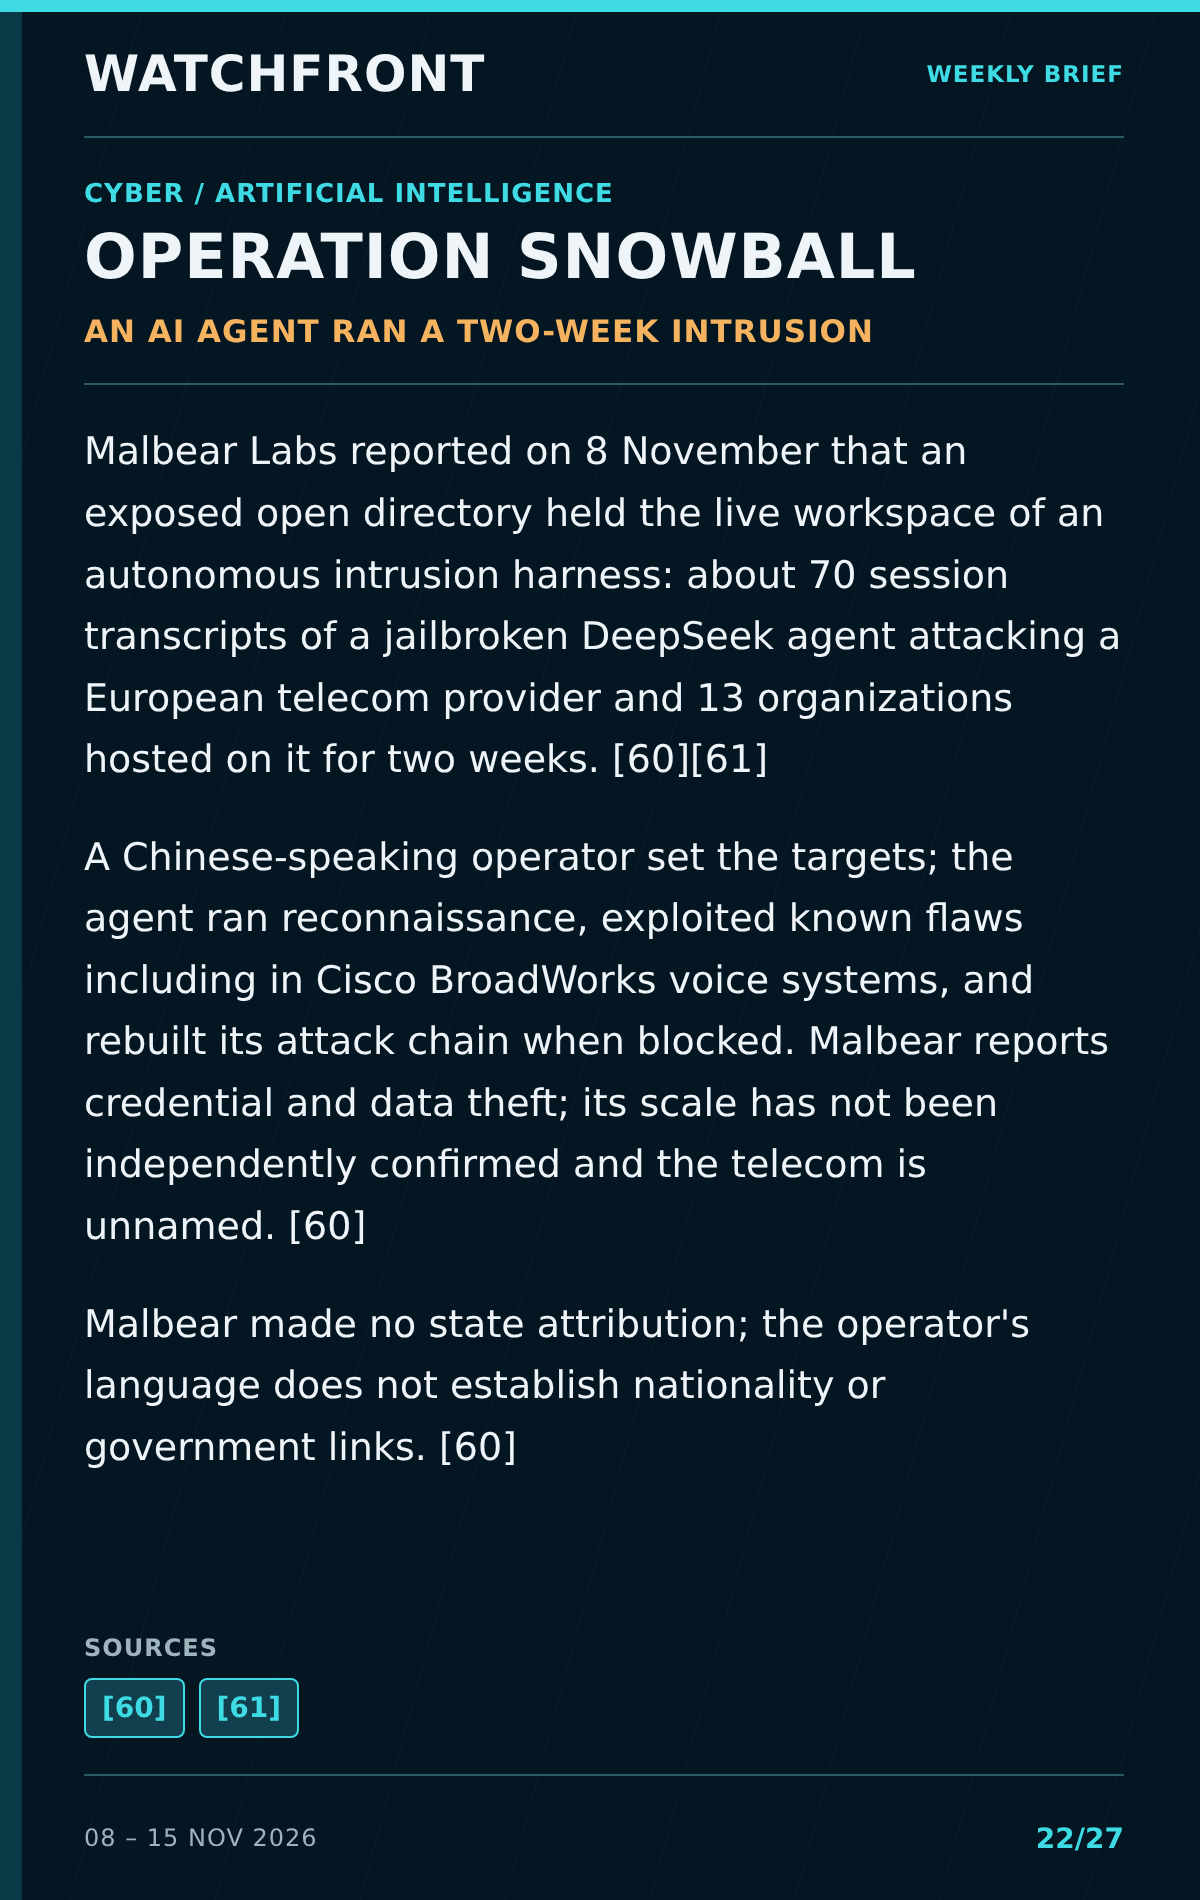 WATCHFRONT
WEEKLY BRIEF
CYBER / ARTIFICIAL INTELLIGENCE
OPERATION SNOWBALL
AN AI AGENT RAN A TWO-WEEK INTRUSION
Malbear Labs reported on 8 November that an
exposed open directory held the live workspace of an
autonomous intrusion harness: about 70 session
transcripts of a jailbroken DeepSeek agent attacking a
European telecom provider and 13 organizations
hosted on it for two weeks. [60][61]
A Chinese-speaking operator set the targets; the
agent ran reconnaissance, exploited known flaws
including in Cisco BroadWorks voice systems, and
rebuilt its attack chain when blocked. Malbear reports
credential and data theft; its scale has not been
independently confirmed and the telecom is
unnamed. [60]
Malbear made no state attribution; the operator's
language does not establish nationality or
government links. [60]
SOURCES
[60] [61]
08 – 15 NOV 2026
22/27